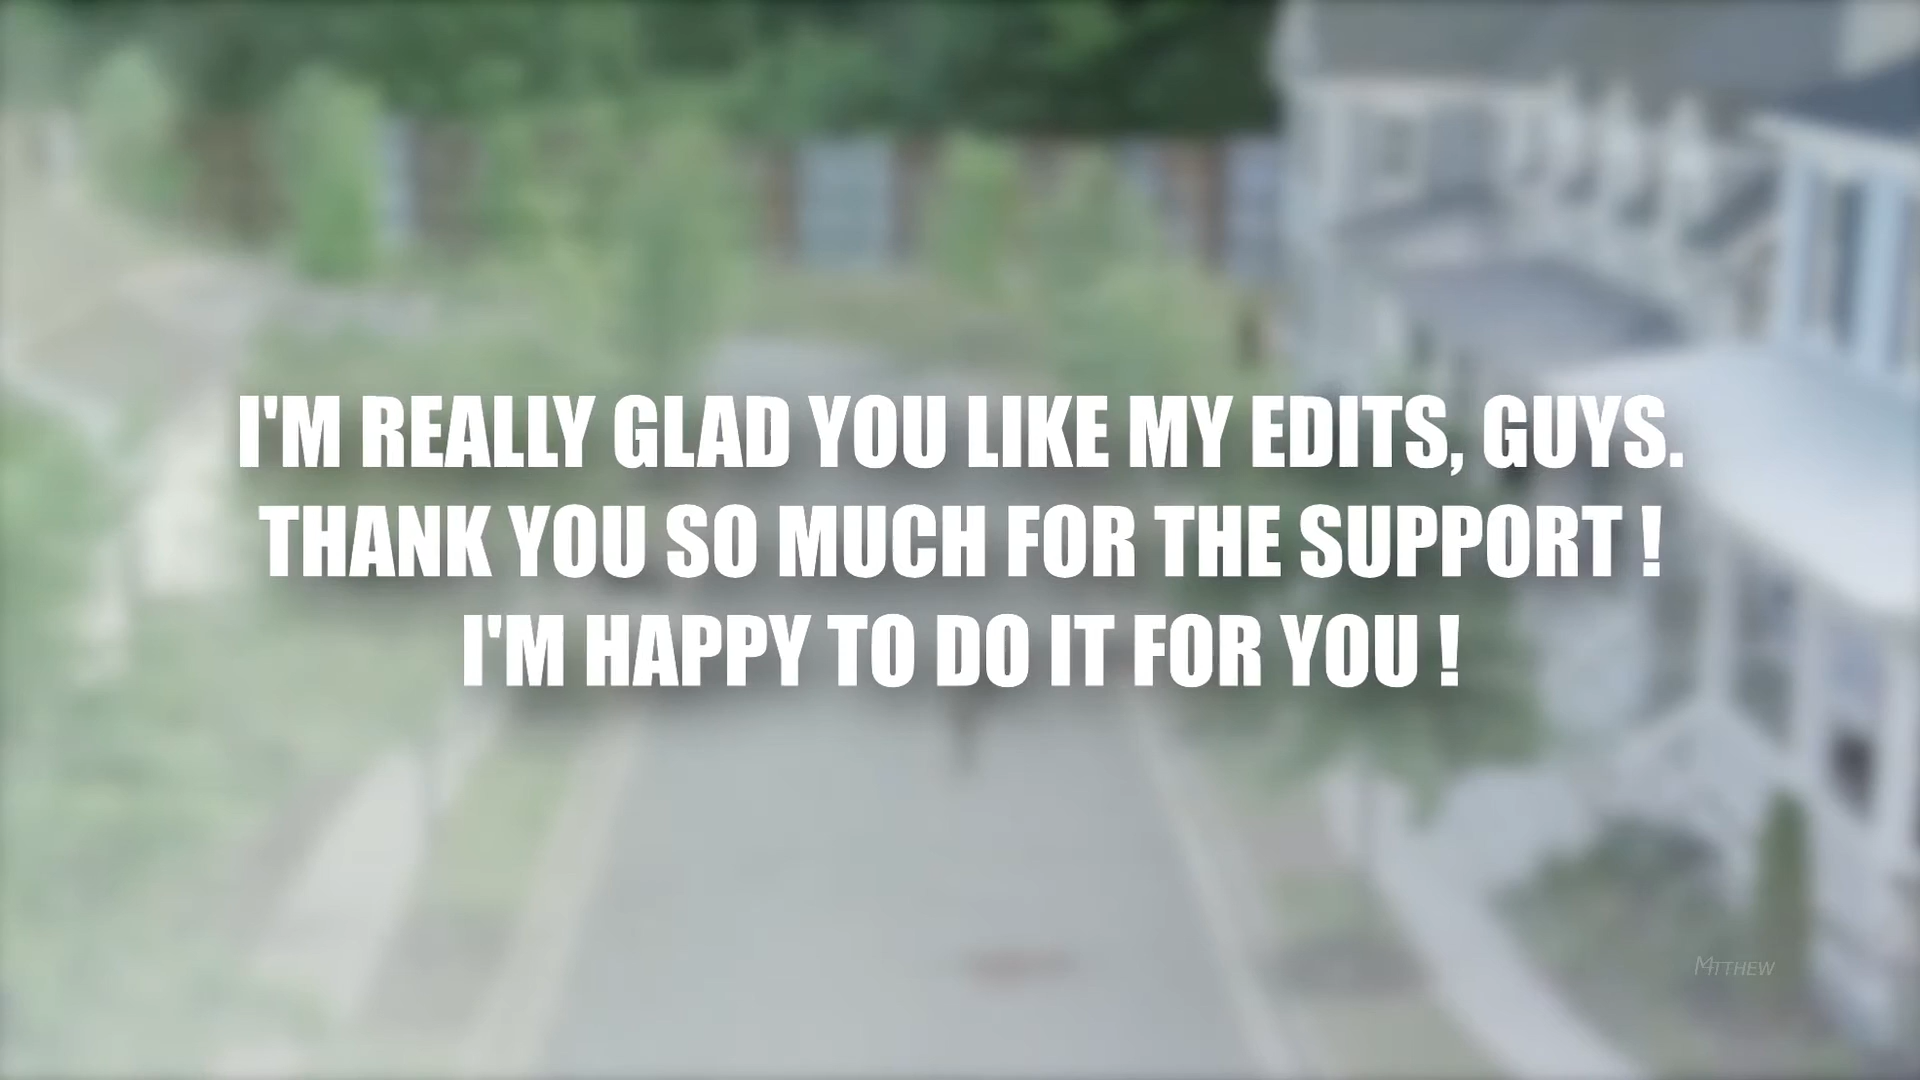 I'M REALLY GLAD YOU LIKE MY EDITS, GUYS.
THANK YOU SO MUCH FOR THE SUPPORT !
I'M HAPPY TO DO IT FOR YOU !
MTTHEW